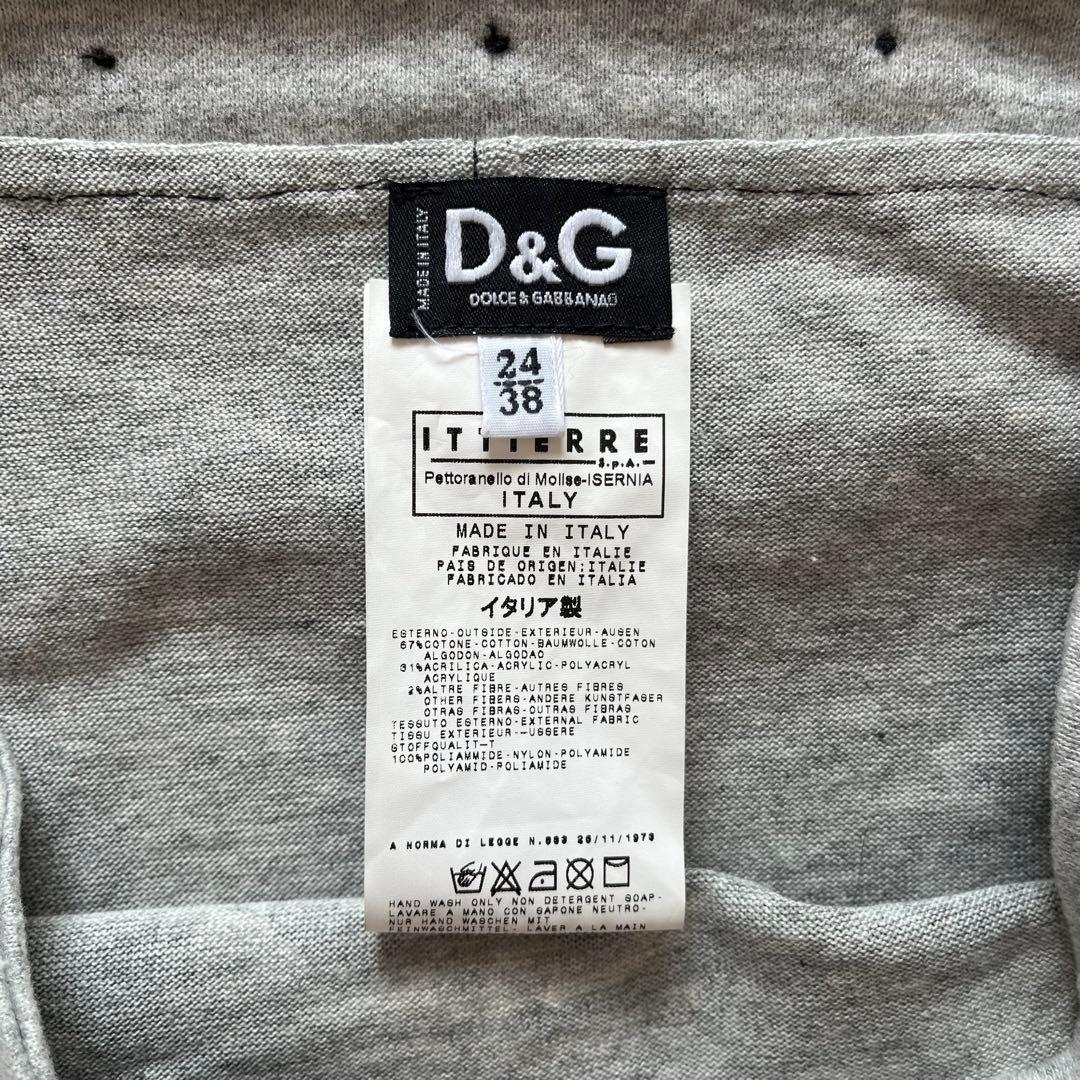 MADE IN ITALY
D&G
DOLCE & GABBANA
24
38
ITTIERRE
S.p.A.
Pettoranello di Molise-ISERNIA
ITALY
MADE IN ITALY
FABRIQUE EN ITALIE
PAIS DE ORIGEN:ITALIE
FABRICADO EN ITALIA
イタリア製
ESTERNO-OUTSIDE-EXTERIEUR-AUSEN
67%COTONE-COTTON-BAUMWOLLE-COTON
ALGODON-ALGODAO
31%ACRILICA-ACRYLIC-POLYACRYL
ACRYLIQUE
2%ALTRE FIBRE-AUTRES FIBRES
OTHER FIBERS-ANDERE KUNSTFASER
OTRAS FIBRAS-OUTRAS FIBRAS
TESSUTO ESTERNO-EXTERNAL FABRIC
TISSU EXTERIEUR--USSERE
STOFFQUALIT-T
100%POLIAMMIDE-NYLON-POLYAMIDE
POLYAMID-POLIAMIDE
A NORMA DI LEGGE N.883 26/11/1973
HAND WASH ONLY NON DETERGENT SOAP-
LAVARE A MANO CON SAPONE NEUTRO-
NUR HAND WASCHEN MIT
FEINWASCHMITTEL- LAVER A LA MAIN